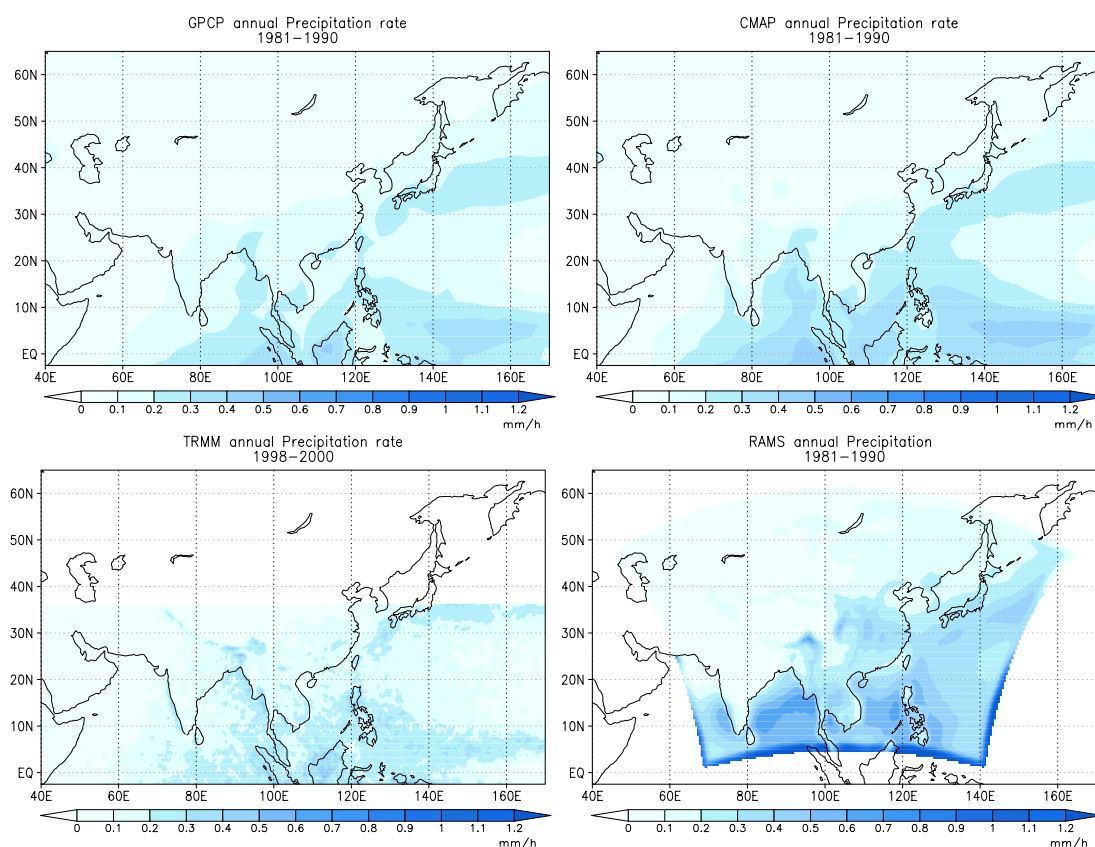 GPCP annual Precipitation rate
1981−1990
60N
50N
40N
30N
20N
10N
EQ
40E 60E 80E 100E 120E 140E 160E
0 0.1 0.2 0.3 0.4 0.5 0.6 0.7 0.8 0.9 1 1.1 1.2
mm/h
CMAP annual Precipitation rate
1981−1990
60N
50N
40N
30N
20N
10N
EQ
40E 60E 80E 100E 120E 140E 160E
0 0.1 0.2 0.3 0.4 0.5 0.6 0.7 0.8 0.9 1 1.1 1.2
mm/h
TRMM annual Precipitation rate
1998−2000
60N
50N
40N
30N
20N
10N
EQ
40E 60E 80E 100E 120E 140E 160E
0 0.1 0.2 0.3 0.4 0.5 0.6 0.7 0.8 0.9 1 1.1 1.2
mm/h
RAMS annual Precipitation
1981−1990
60N
50N
40N
30N
20N
10N
EQ
40E 60E 80E 100E 120E 140E 160E
0 0.1 0.2 0.3 0.4 0.5 0.6 0.7 0.8 0.9 1 1.1 1.2
mm/h